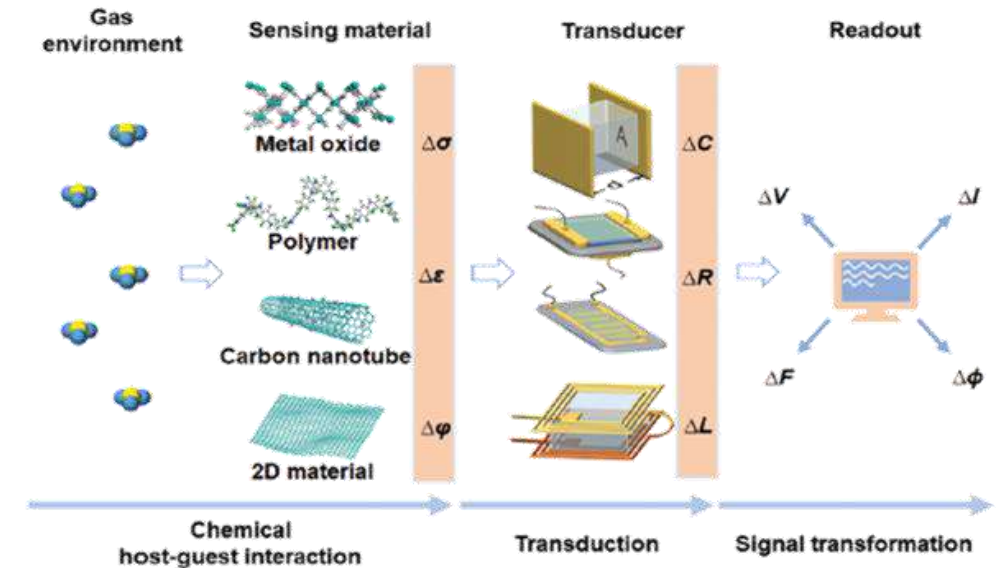 Gas
environment
Sensing material
Transducer
Readout
Metal oxide
Polymer
Carbon nanotube
2D material
Δσ
Δε
Δφ
A
ΔC
ΔR
ΔL
ΔV
ΔI
ΔF
Δϕ
Chemical
host-guest interaction
Transduction
Signal transformation